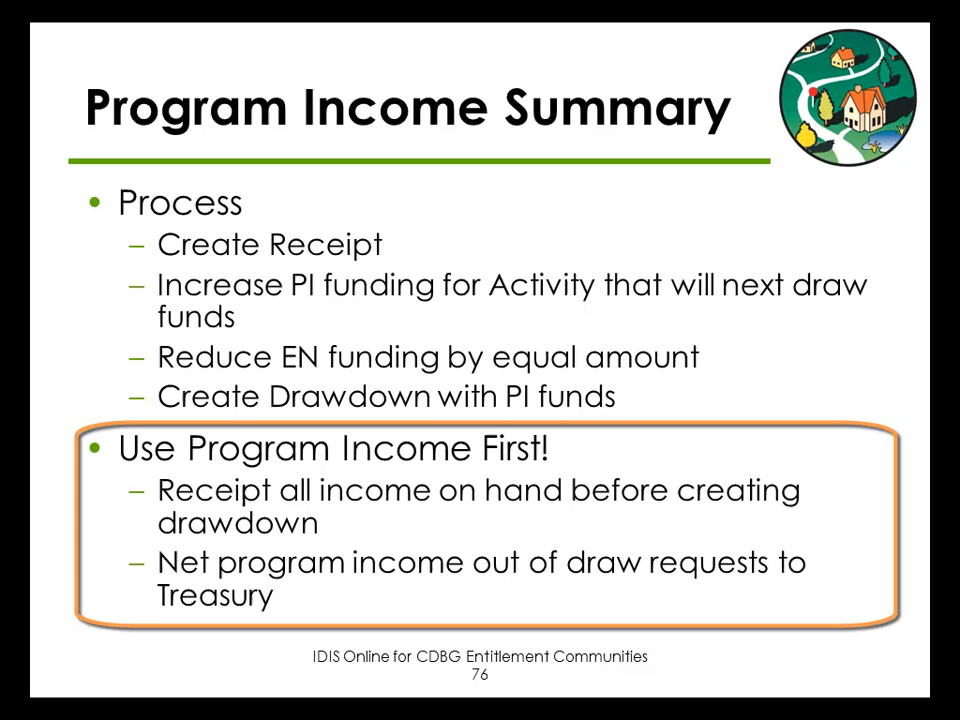 Program Income Summary
• Process
– Create Receipt
– Increase PI funding for Activity that will next draw
funds
– Reduce EN funding by equal amount
– Create Drawdown with PI funds
• Use Program Income First!
– Receipt all income on hand before creating
drawdown
– Net program income out of draw requests to
Treasury
IDIS Online for CDBG Entitlement Communities
76